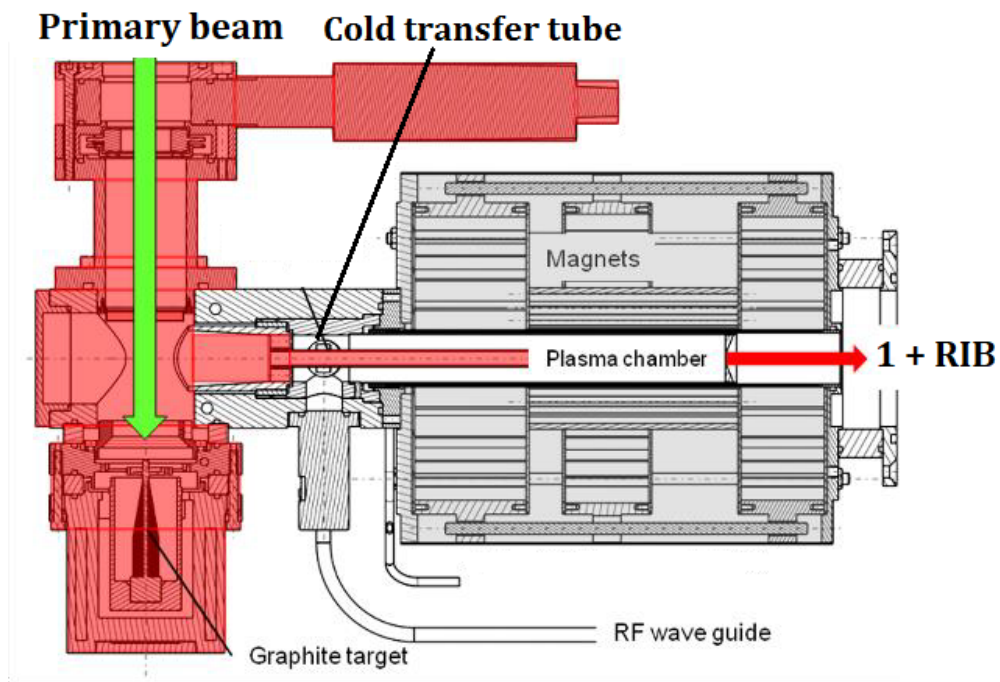 Primary beam
Cold transfer tube
Magnets
Plasma chamber
1 + RIB
RF wave guide
Graphite target